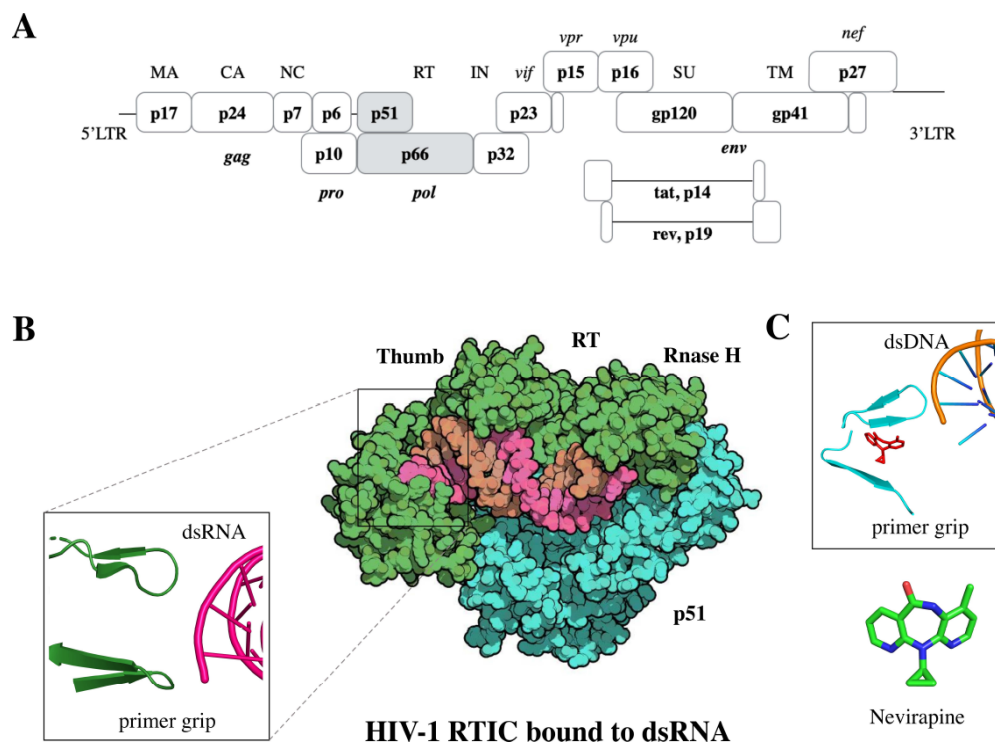 A
vpr vpu nef
MA CA NC RT IN vif p15 p16 SU TM p27
p17 p24 p7 p6 p51 p23 gp120 gp41
5'LTR 3'LTR
gag p10 p66 p32 env
pro pol
tat, p14
rev, p19
B
C
Thumb RT Rnase H
dsDNA
primer grip
dsRNA
primer grip
p51
Nevirapine
HIV-1 RTIC bound to dsRNA